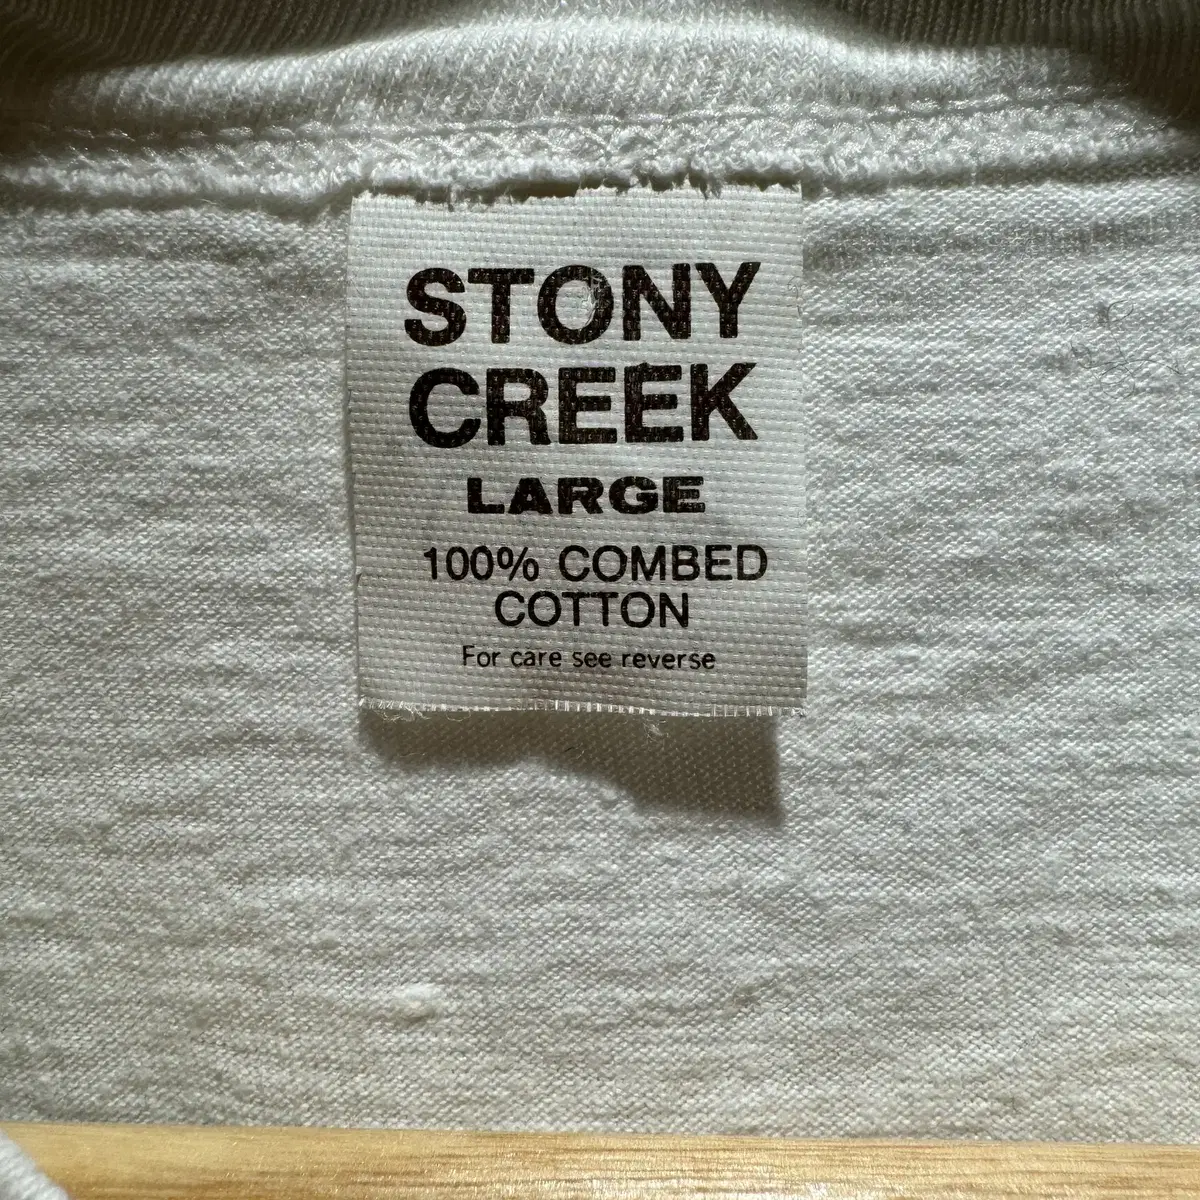 STONY
CREEK
LARGE
100% COMBED
COTTON
For care see reverse